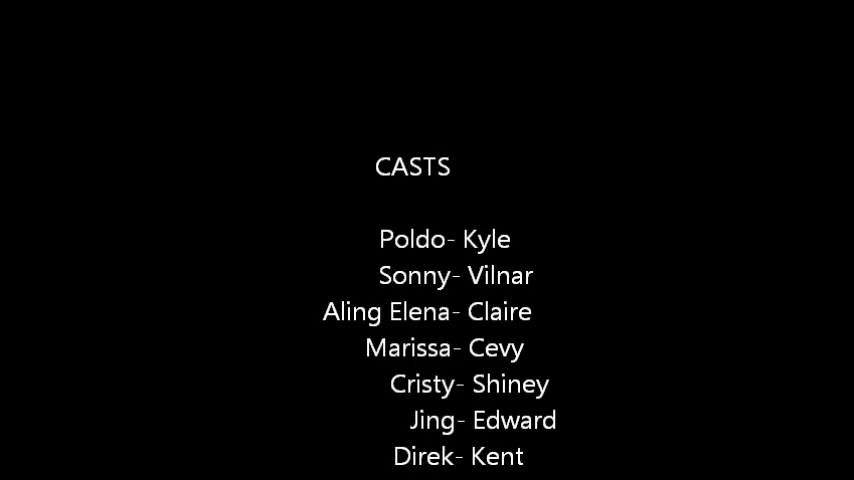 CASTS
Poldo- Kyle
Sonny- Vilnar
Aling Elena- Claire
Marissa- Cevy
Cristy- Shiney
Jing- Edward
Direk- Kent